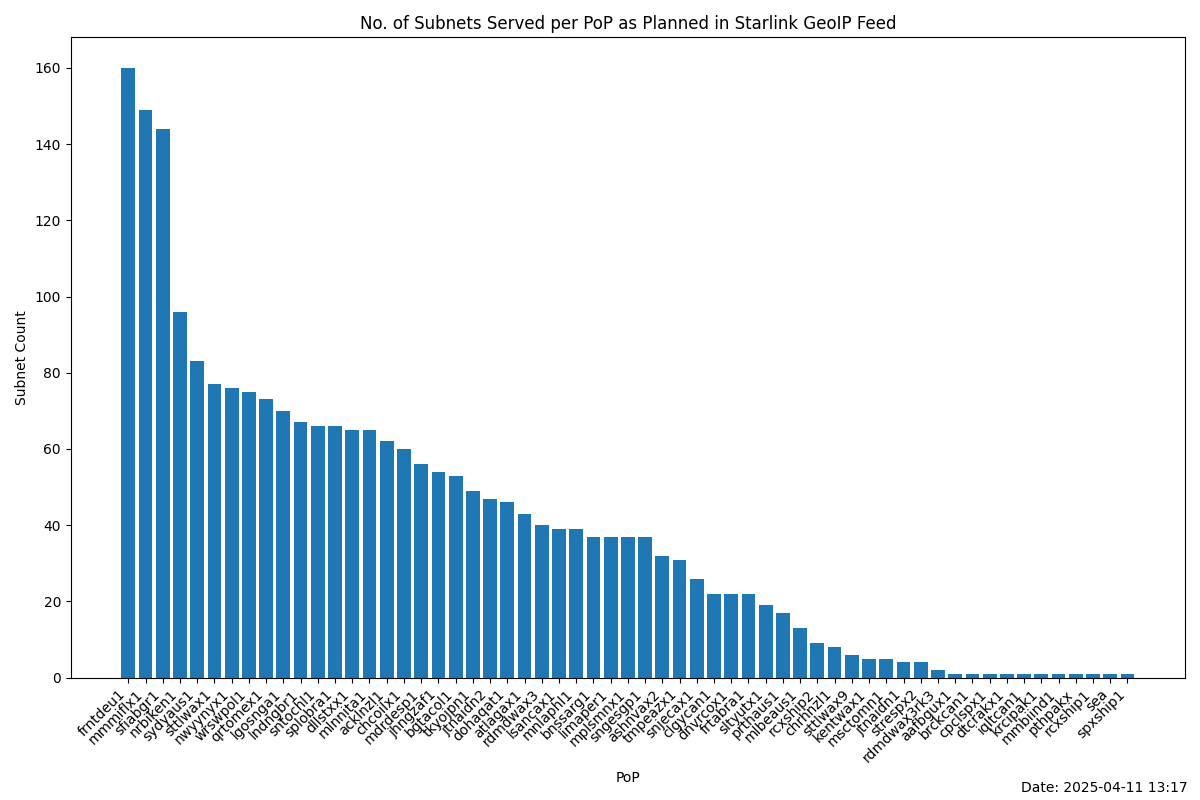 No. of Subnets Served per PoP as Planned in Starlink GeoIP Feed
160
140
120
100
80
60
40
20
0
Subnet Count
frntdeu1
mmmiflx1
sfiabgr1
nrbiken1
sydyaus1
sttlwax1
nwyynyx1
wrswpol1
qrtomex1
lgosnga1
lndngbr1
sntochl1
splobra1
dllstxx1
mlnnita1
acklnzl1
chcoilx1
mdrdesp1
jhngzaf1
bgtacol1
tkyojpn1
frhaidn2
dohaqat1
atlagax1
rdmdwax3
lsancax1
mnlaphl1
bnssarg1
limaper1
mplsmnx1
sngesgp1
ashnvax2
tmpeazx1
snjecax1
clgycan1
dnvrcox1
frtabra1
sltyutx1
prthaus1
mlbeaus1
rcxship2
chrhnzl1
sttlwax9
kentwax1
msctomn1
jtnaidn1
strespx2
rdmdwax3rk3
aafbgux1
brckcan1
cpclspx1
dtcrakx1
iqltcan1
krcipak1
mmbiind1
pthpakx
rcxship1
sea
spxship1
PoP
Date: 2025-04-11 13:17